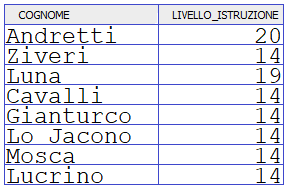 COGNOME LIVELLO_ISTRUZIONE
Andretti 20
Ziveri 14
Luna 19
Cavalli 14
Gianturco 14
Lo Jacono 14
Mosca 14
Lucrino 14